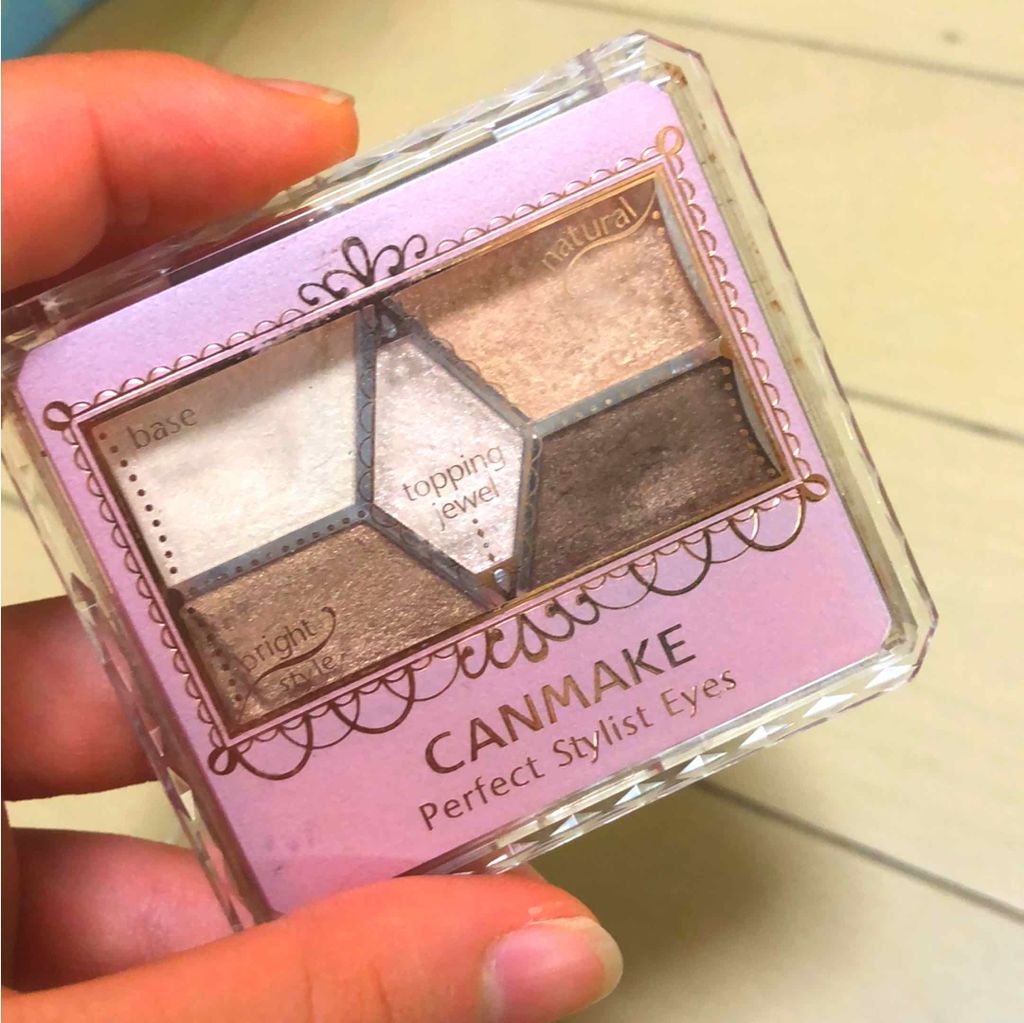 natural
base
topping
jewel
bright
style
CANMAKE
Perfect Stylist Eyes